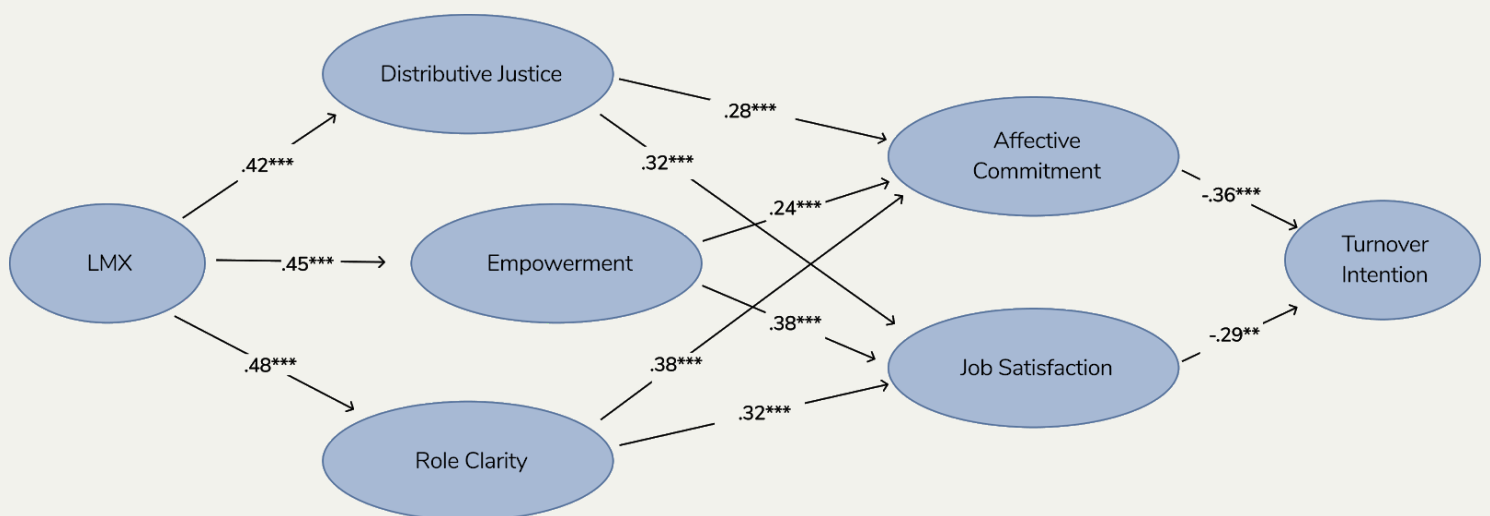 Distributive Justice
.28***
Affective
Commitment
.42***
.32***
-.36***
.24***
LMX
.45***
Empowerment
Turnover
Intention
.38***
-.29**
.48***
.38***
Job Satisfaction
.32***
Role Clarity